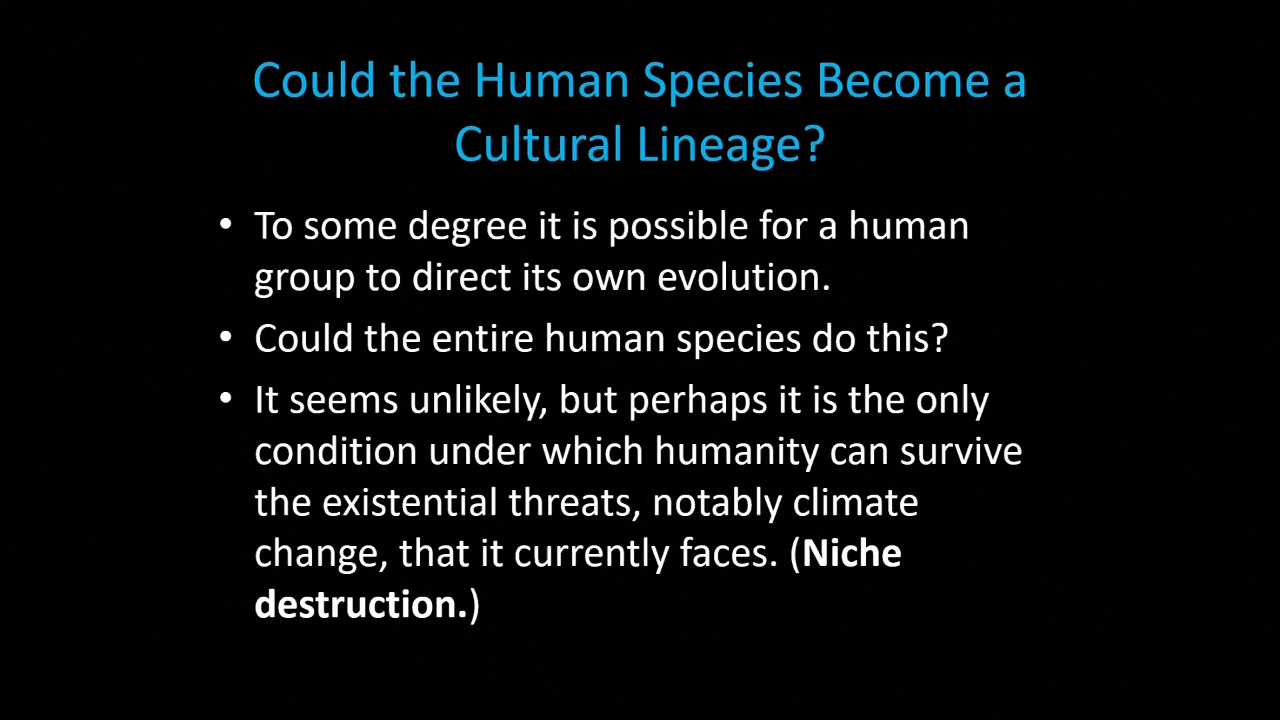 Could the Human Species Become a
Cultural Lineage?
• To some degree it is possible for a human
group to direct its own evolution.
• Could the entire human species do this?
• It seems unlikely, but perhaps it is the only
condition under which humanity can survive
the existential threats, notably climate
change, that it currently faces. (Niche
destruction.)